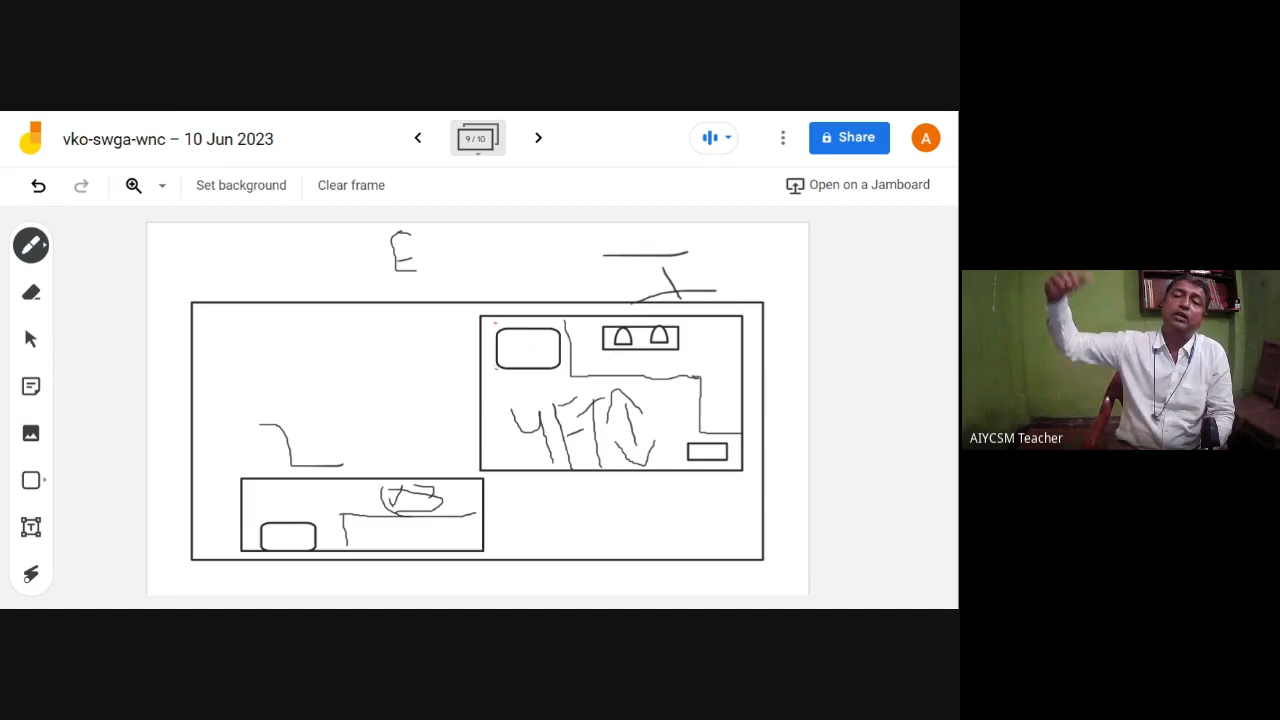 vko-swga-wnc – 10 Jun 2023
9 / 10
Share
A
Set background
Clear frame
Open on a Jamboard
E
T
AIYCSM Teacher